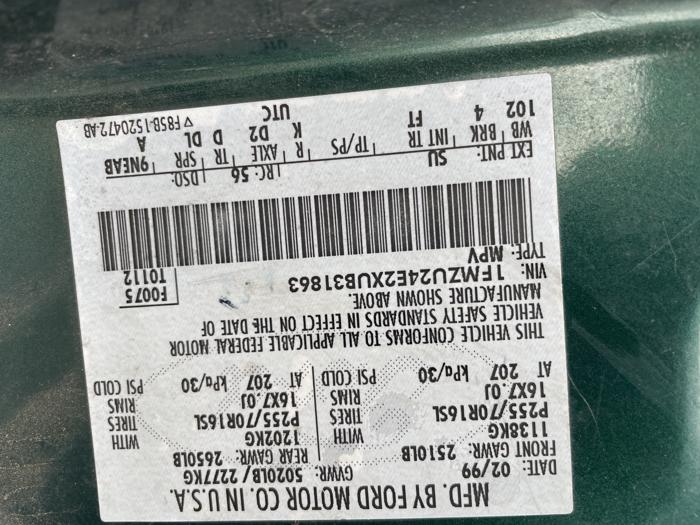 MFD. BY FORD MOTOR CO. IN U.S.A.
DATE: 02/99 GVWR: 5020LB/ 2277KG
FRONT GAWR: 2510LB REAR GAWR: 2650LB
1138KG WITH 1202KG WITH
P255/70R16SL TIRES P255/70R16SL TIRES
16X7.0J RIMS 16X7.0J RIMS
AT 207 kPa/30 PSI COLD AT 207 kPa/30 PSI COLD
THIS VEHICLE CONFORMS TO ALL APPLICABLE FEDERAL MOTOR
VEHICLE SAFETY STANDARDS IN EFFECT ON THE DATE OF
MANUFACTURE SHOWN ABOVE.
VIN: 1FMZU24E2XUB31863 F0075
TYPE: MPV T0112
EXT PNT: SU LRC: 56 DSO: 9NEAB
WB BRK INT TR TP/PS R AXLE TR SPR A
102 4 FT K D2 D DL
UTC
▽F85B-1520472-AB